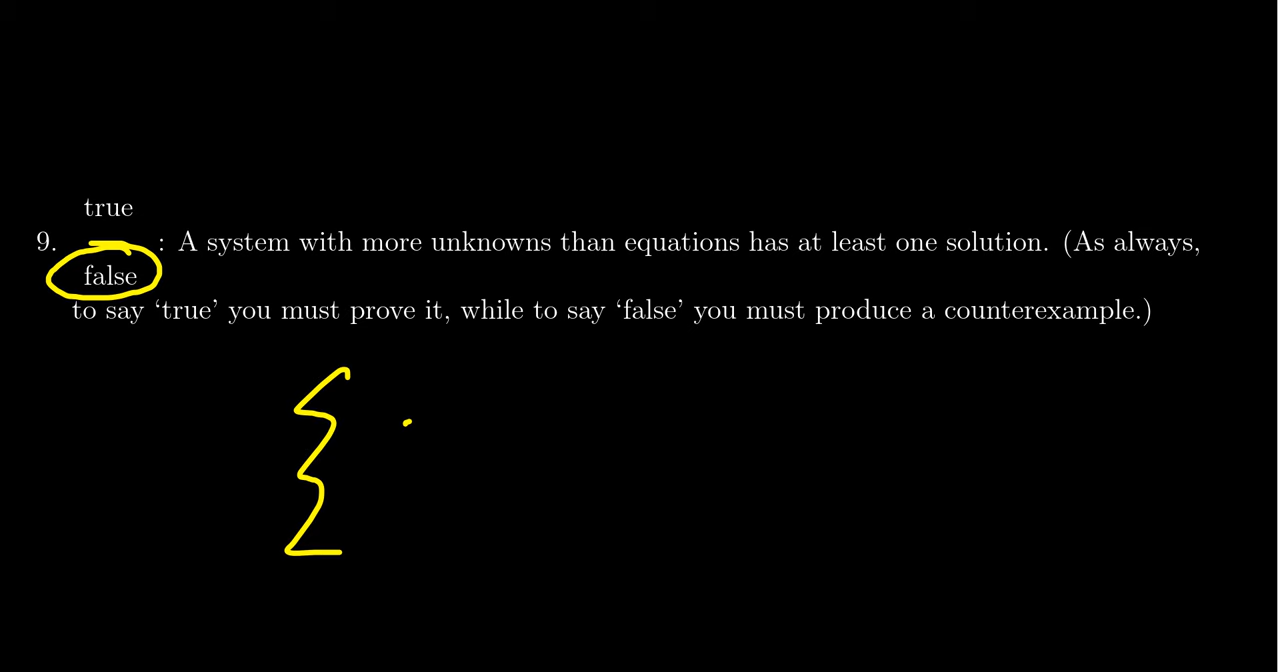 true
9. : A system with more unknowns than equations has at least one solution. (As always,
false
to say ‘true’ you must prove it, while to say ‘false’ you must produce a counterexample.)
{